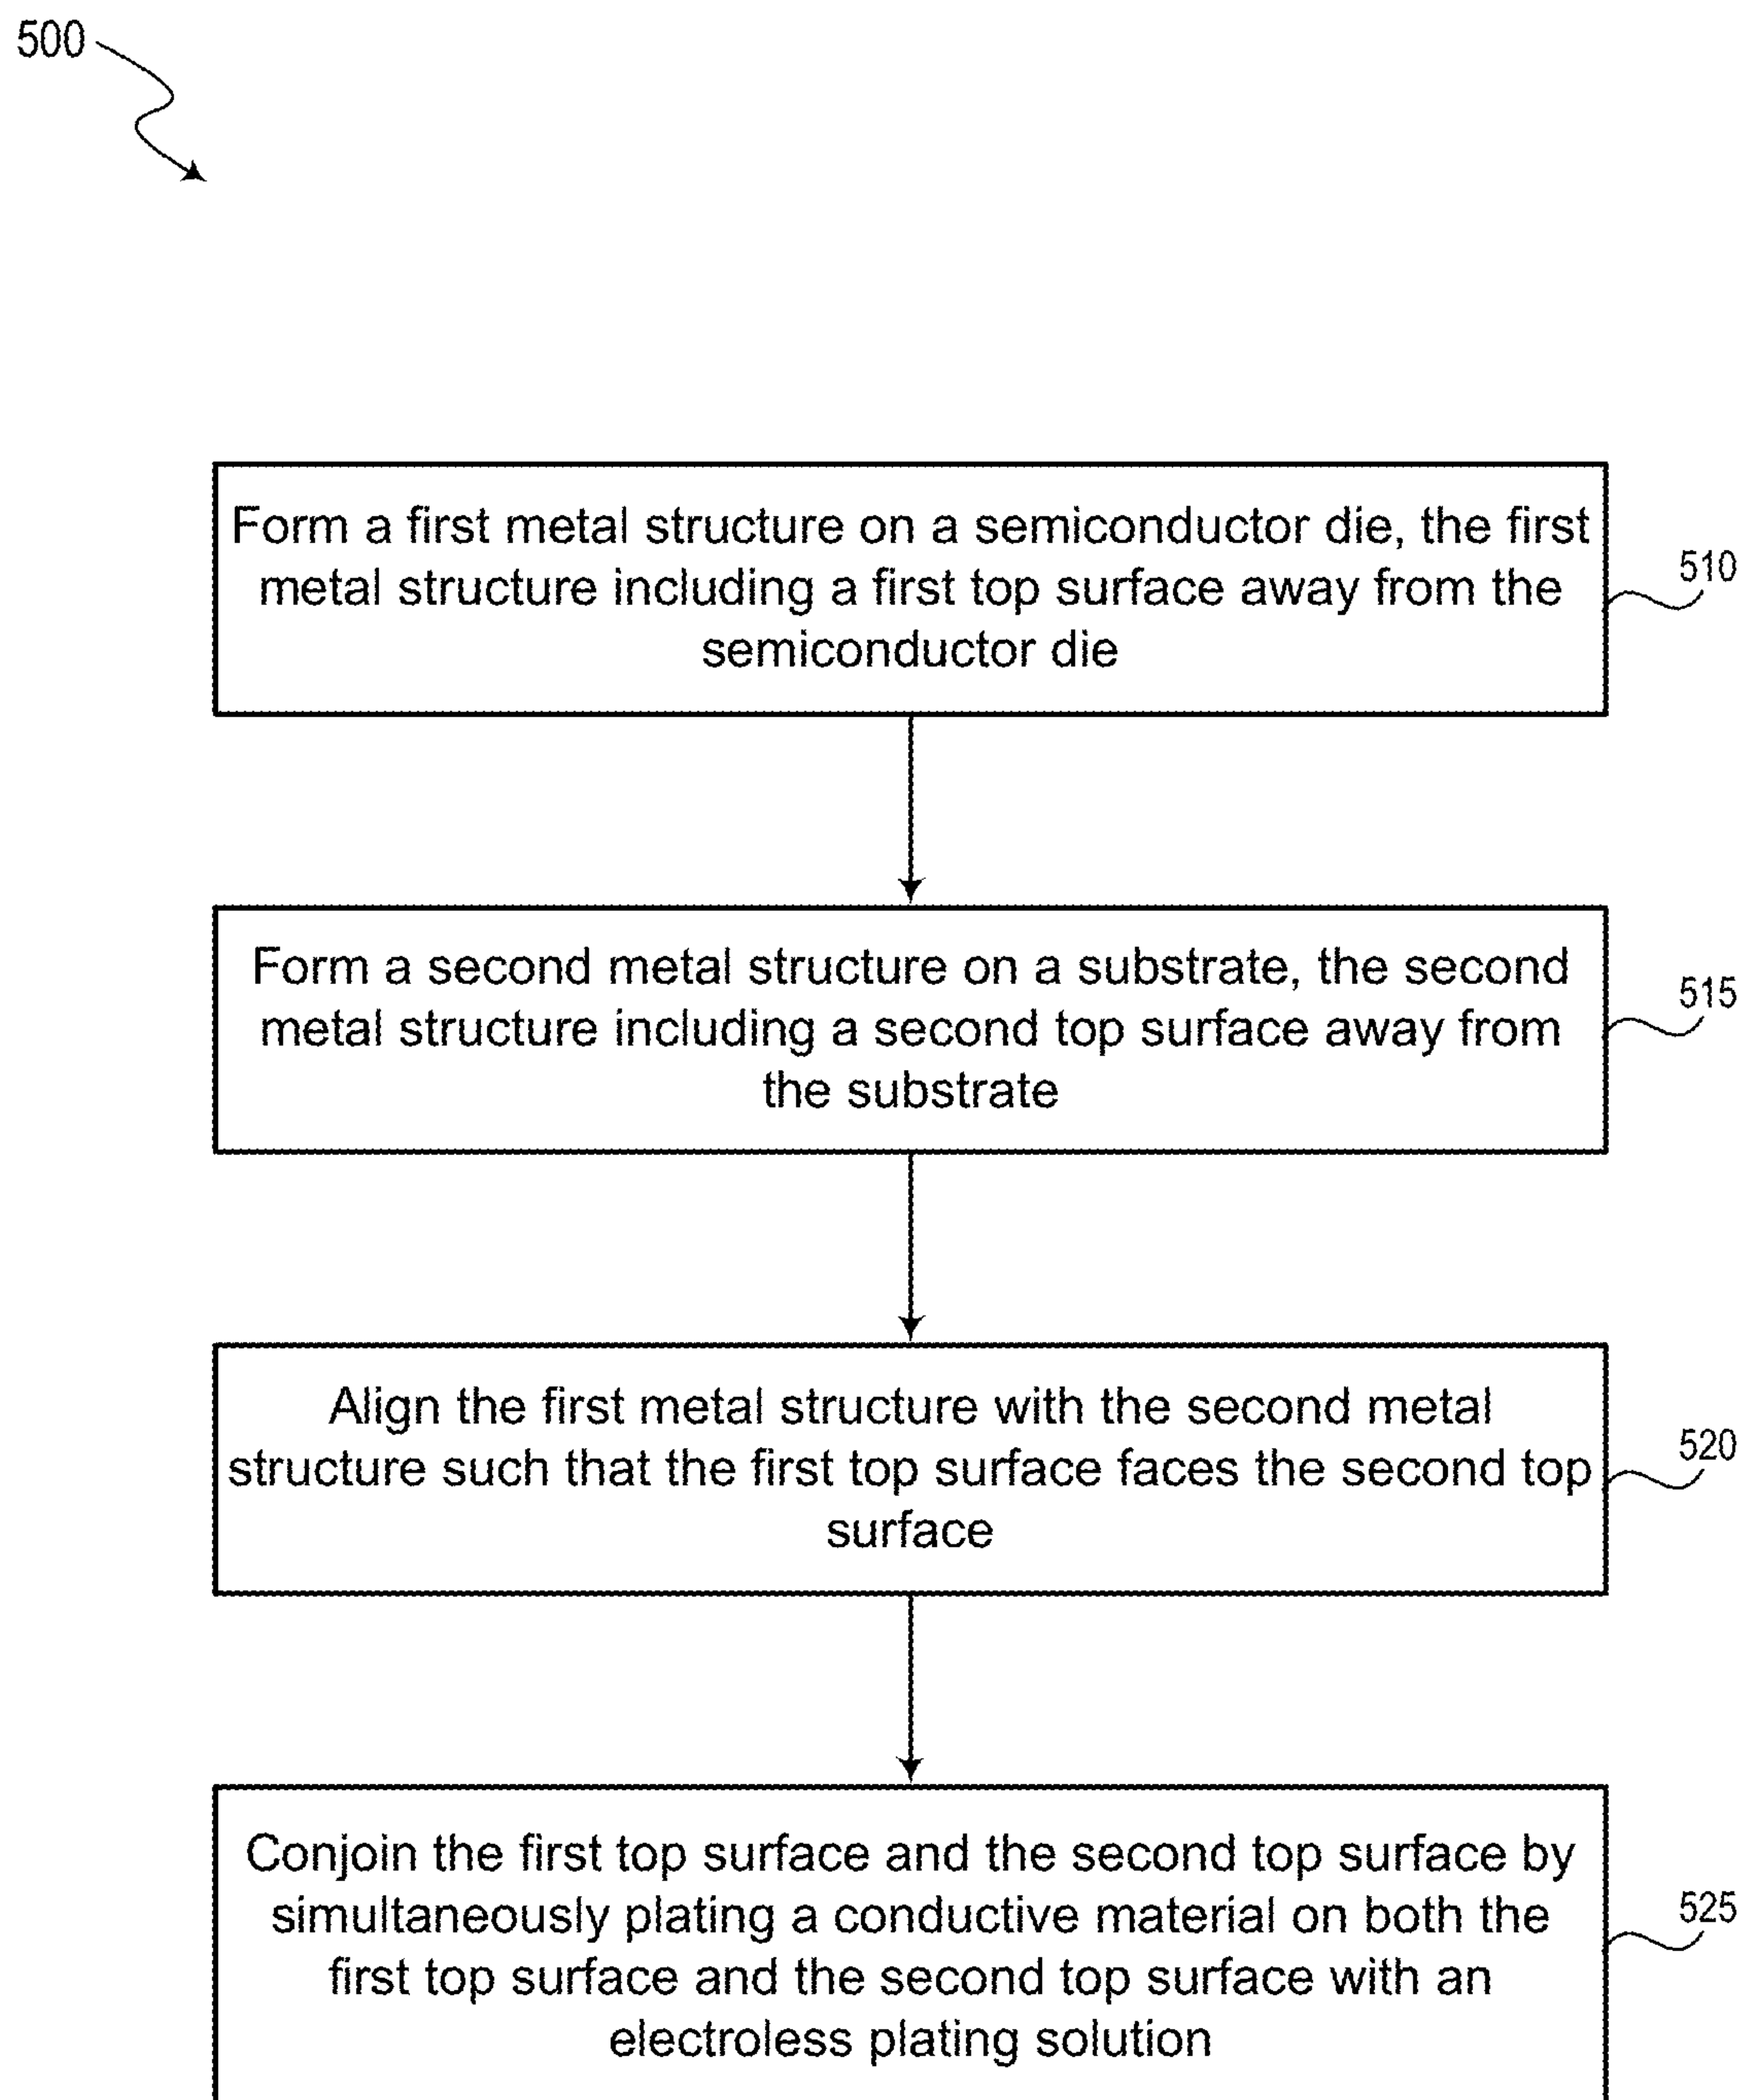 500
Form a first metal structure on a semiconductor die, the first
metal structure including a first top surface away from the
semiconductor die
510
Form a second metal structure on a substrate, the second
metal structure including a second top surface away from
the substrate
515
Align the first metal structure with the second metal
structure such that the first top surface faces the second top
surface
520
Conjoin the first top surface and the second top surface by
simultaneously plating a conductive material on both the
first top surface and the second top surface with an
electroless plating solution
525